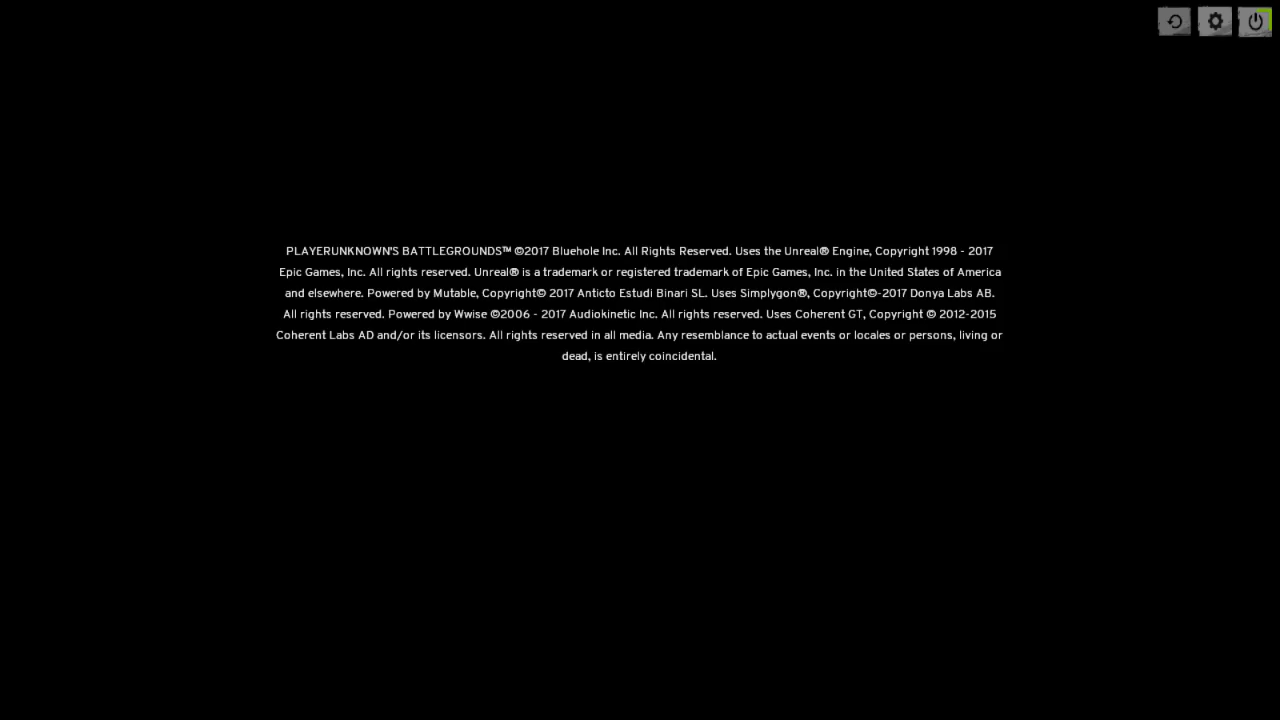 PLAYERUNKNOWN'S BATTLEGROUNDS™ ©2017 Bluehole Inc. All Rights Reserved. Uses the Unreal® Engine, Copyright 1998 - 2017
Epic Games, Inc. All rights reserved. Unreal® is a trademark or registered trademark of Epic Games, Inc. in the United States of America
and elsewhere. Powered by Mutable, Copyright© 2017 Anticto Estudi Binari SL. Uses Simplygon®, Copyright©-2017 Donya Labs AB.
All rights reserved. Powered by Wwise ©2006 - 2017 Audiokinetic Inc. All rights reserved. Uses Coherent GT, Copyright © 2012-2015
Coherent Labs AD and/or its licensors. All rights reserved in all media. Any resemblance to actual events or locales or persons, living or
dead, is entirely coincidental.